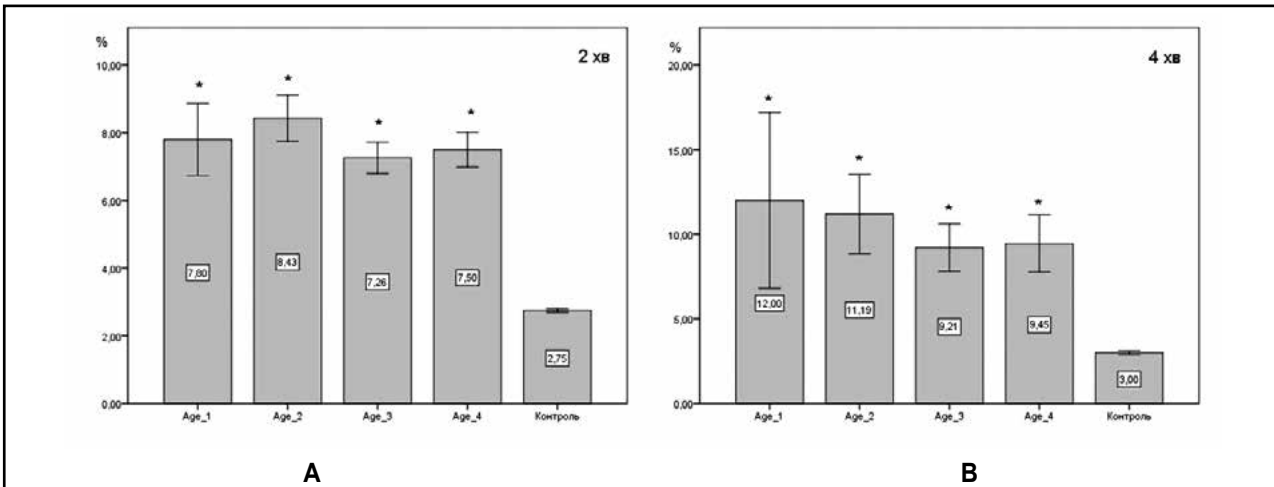 %
2 хв
10,00
8,00
6,00
4,00
2,00
0,00
* * * *
7,80
8,43
7,26
7,50
2,75
Age_1 Age_2 Age_3 Age_4 Контроль
A
%
4 хв
20,00
15,00
10,00
5,00
0,00
* * * *
12,00
11,19
9,21
9,45
3,00
Age_1 Age_2 Age_3 Age_4 Контроль
B